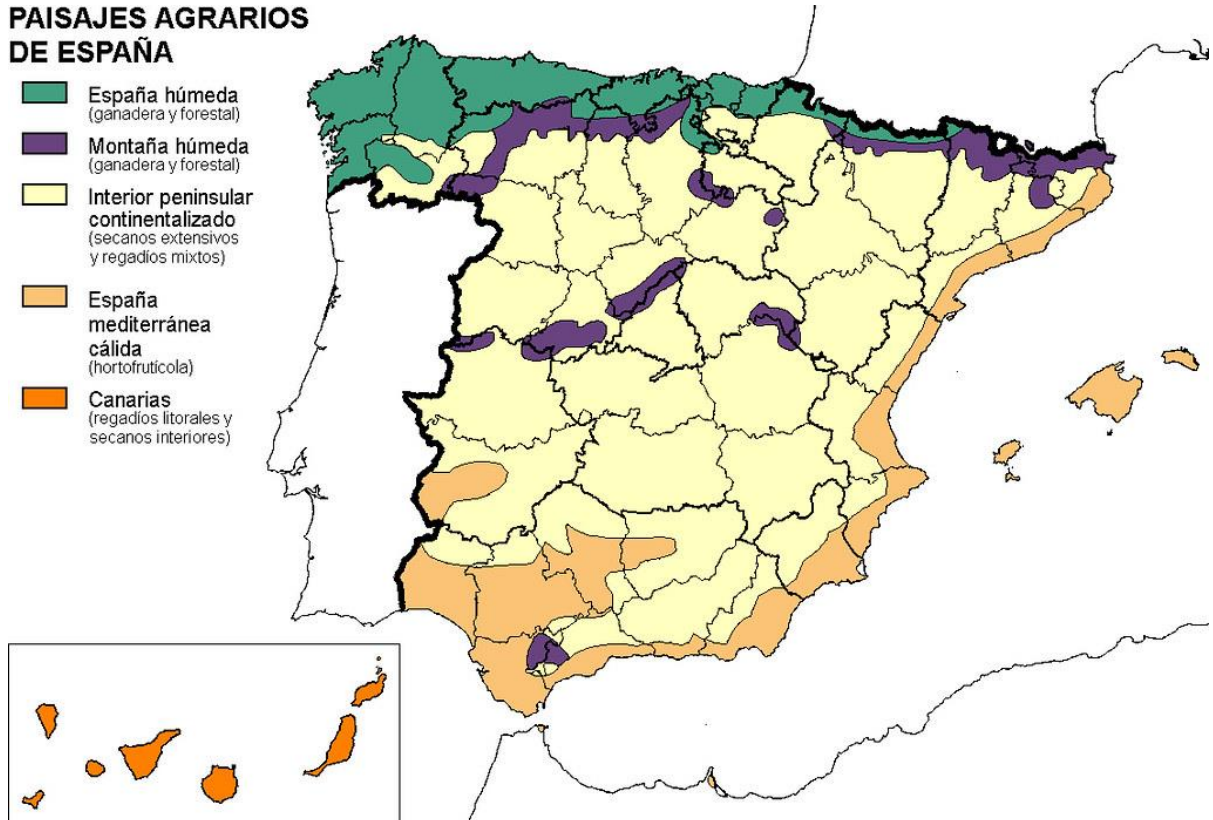 PAISAJES AGRARIOS
DE ESPAÑA
España húmeda
(ganadera y forestal)
Montaña húmeda
(ganadera y forestal)
Interior peninsular
continentalizado
(secanos extensivos
y regadíos mixtos)
España
mediterránea
cálida
(hortofrutícola)
Canarias
(regadíos litorales y
secanos interiores)